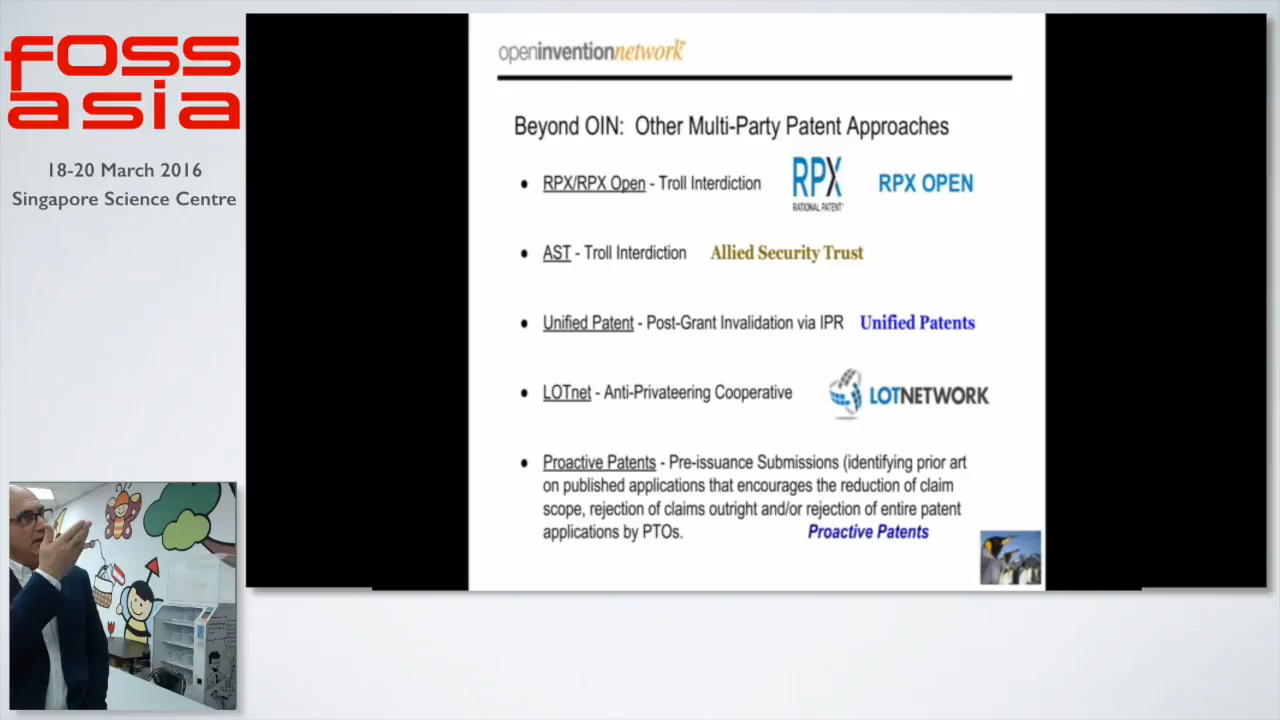 foss
asia
18-20 March 2016
Singapore Science Centre
openinventionnetwork
Beyond OIN: Other Multi-Party Patent Approaches
• RPX/RPX Open - Troll Interdiction
RPX
RATIONAL PATENT
RPX OPEN
• AST - Troll Interdiction
Allied Security Trust
• Unified Patent - Post-Grant Invalidation via IPR
Unified Patents
• LOTnet - Anti-Privateering Cooperative
LOTNETWORK
• Proactive Patents - Pre-issuance Submissions (identifying prior art
on published applications that encourages the reduction of claim
scope, rejection of claims outright and/or rejection of entire patent
applications by PTOs.
Proactive Patents